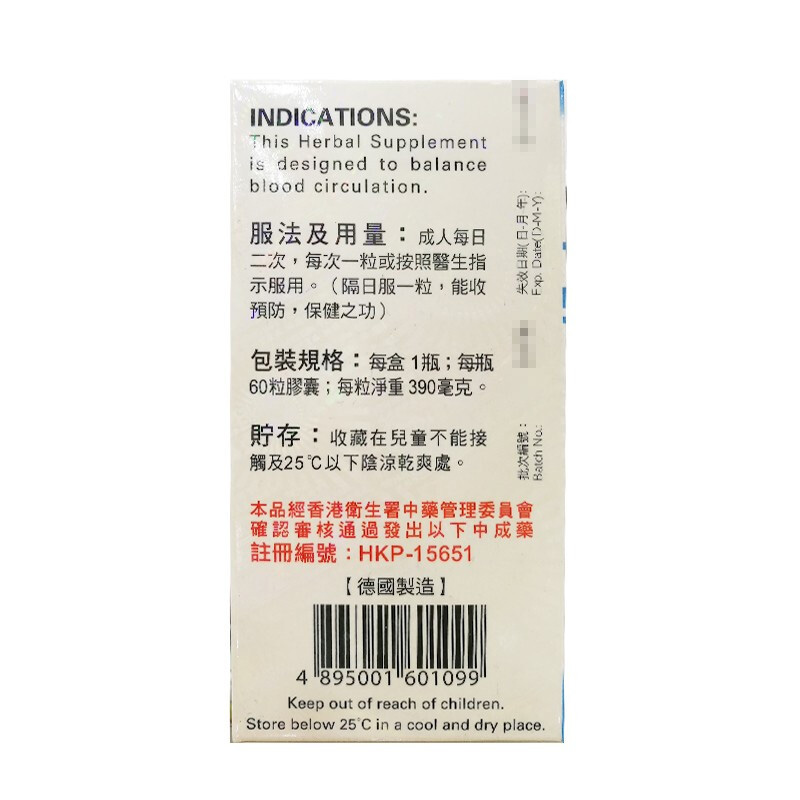 INDICATIONS:
This Herbal Supplement
is designed to balance
blood circulation.
服法及用量：成人每日
二次，每次一粒或按照醫生指
示服用。（隔日服一粒，能收
預防，保健之功）
包裝規格：每盒1瓶；每瓶
60粒膠囊；每粒淨重390毫克。
貯存：收藏在兒童不能接
觸及25℃以下陰涼乾爽處。
本品經香港衛生署中藥管理委員會
確認審核通過發出以下中成藥
註冊編號：HKP-15651
【德國製造】
4 895001 601099
Keep out of reach of children.
Store below 25°C in a cool and dry place.
失效日期(日-月-年):
Exp. Date(D-M-Y):
批次編號：
Batch No.: